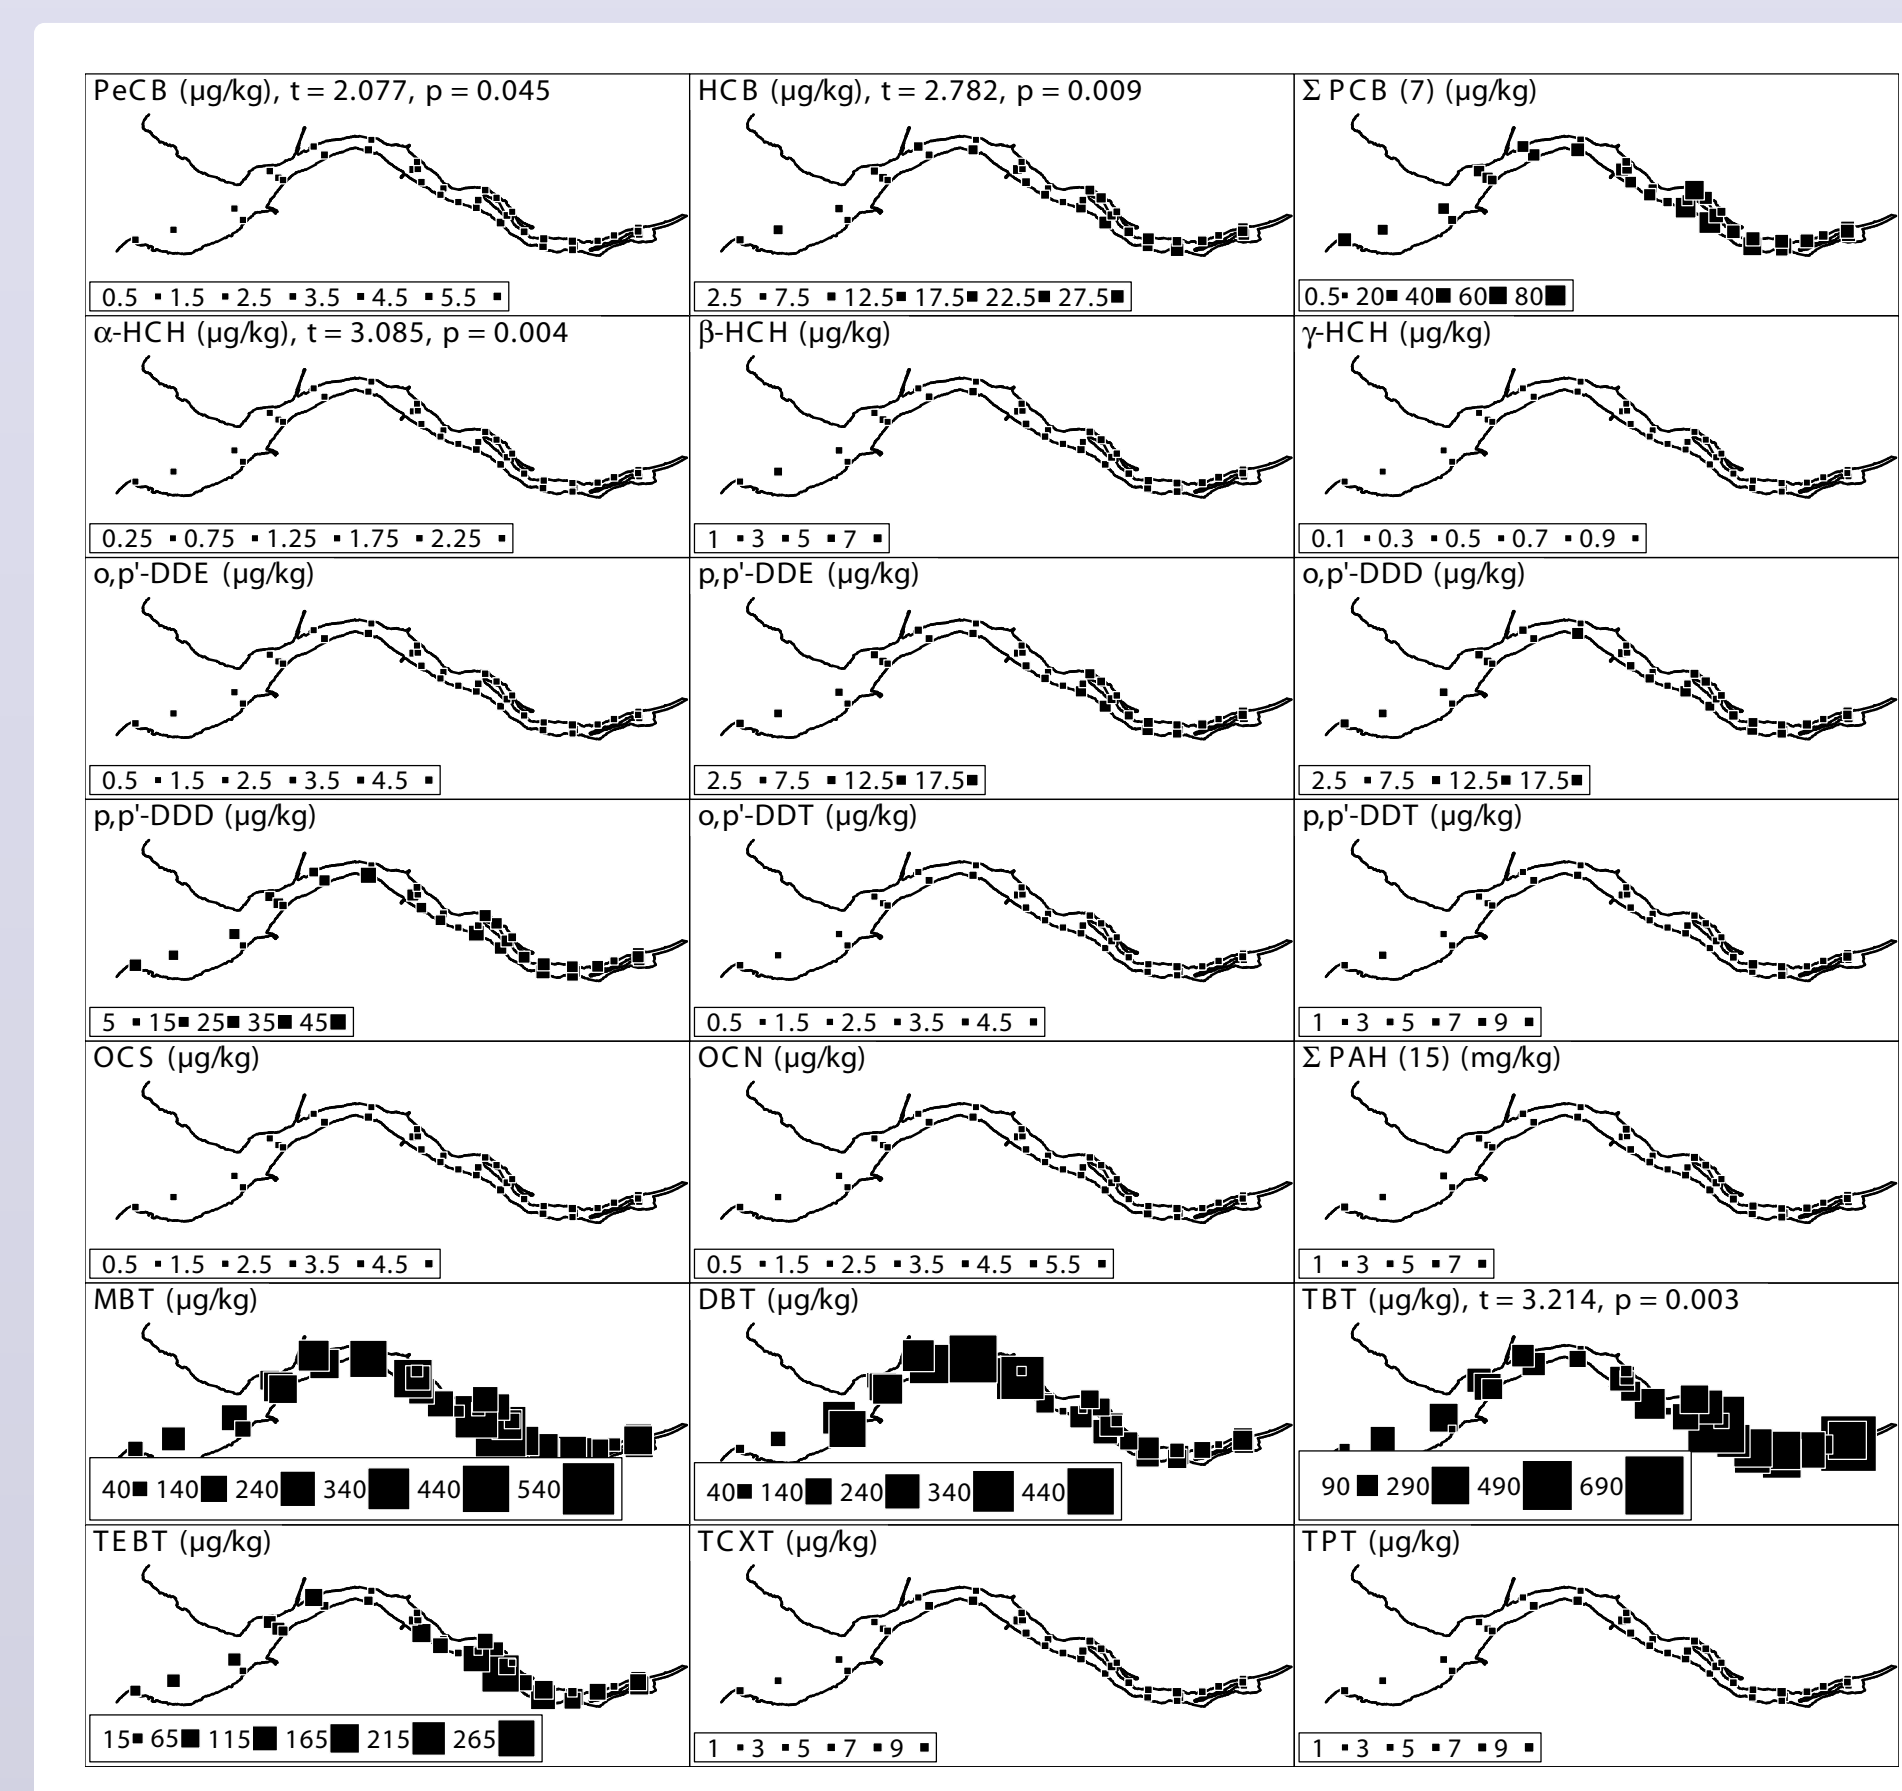 PeCB (µg/kg), t = 2.077, p = 0.045
0.5 1.5 2.5 3.5 4.5 5.5
HCB (µg/kg), t = 2.782, p = 0.009
2.5 7.5 12.5 17.5 22.5 27.5
Σ PCB (7) (µg/kg)
0.5 20 40 60 80
α-HCH (µg/kg), t = 3.085, p = 0.004
0.25 0.75 1.25 1.75 2.25
β-HCH (µg/kg)
1 3 5 7
γ-HCH (µg/kg)
0.1 0.3 0.5 0.7 0.9
o,p'-DDE (µg/kg)
0.5 1.5 2.5 3.5 4.5
p,p'-DDE (µg/kg)
2.5 7.5 12.5 17.5
o,p'-DDD (µg/kg)
2.5 7.5 12.5 17.5
p,p'-DDD (µg/kg)
5 15 25 35 45
o,p'-DDT (µg/kg)
0.5 1.5 2.5 3.5 4.5
p,p'-DDT (µg/kg)
1 3 5 7 9
OCS (µg/kg)
0.5 1.5 2.5 3.5 4.5
OCN (µg/kg)
0.5 1.5 2.5 3.5 4.5 5.5
Σ PAH (15) (mg/kg)
1 3 5 7
MBT (µg/kg)
40 140 240 340 440 540
DBT (µg/kg)
40 140 240 340 440
TBT (µg/kg), t = 3.214, p = 0.003
90 290 490 690
TEBT (µg/kg)
15 65 115 165 215 265
TCXT (µg/kg)
1 3 5 7 9
TPT (µg/kg)
1 3 5 7 9